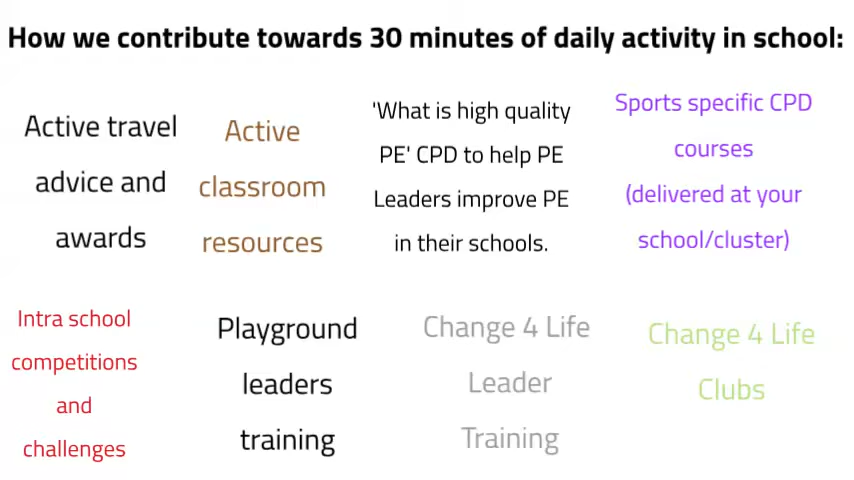 How we contribute towards 30 minutes of daily activity in school:
Active travel
advice and
awards
Active
classroom
resources
'What is high quality
PE' CPD to help PE
Leaders improve PE
in their schools.
Sports specific CPD
courses
(delivered at your
school/cluster)
Intra school
competitions
and
challenges
Playground
leaders
training
Change 4 Life
Leader
Training
Change 4 Life
Clubs